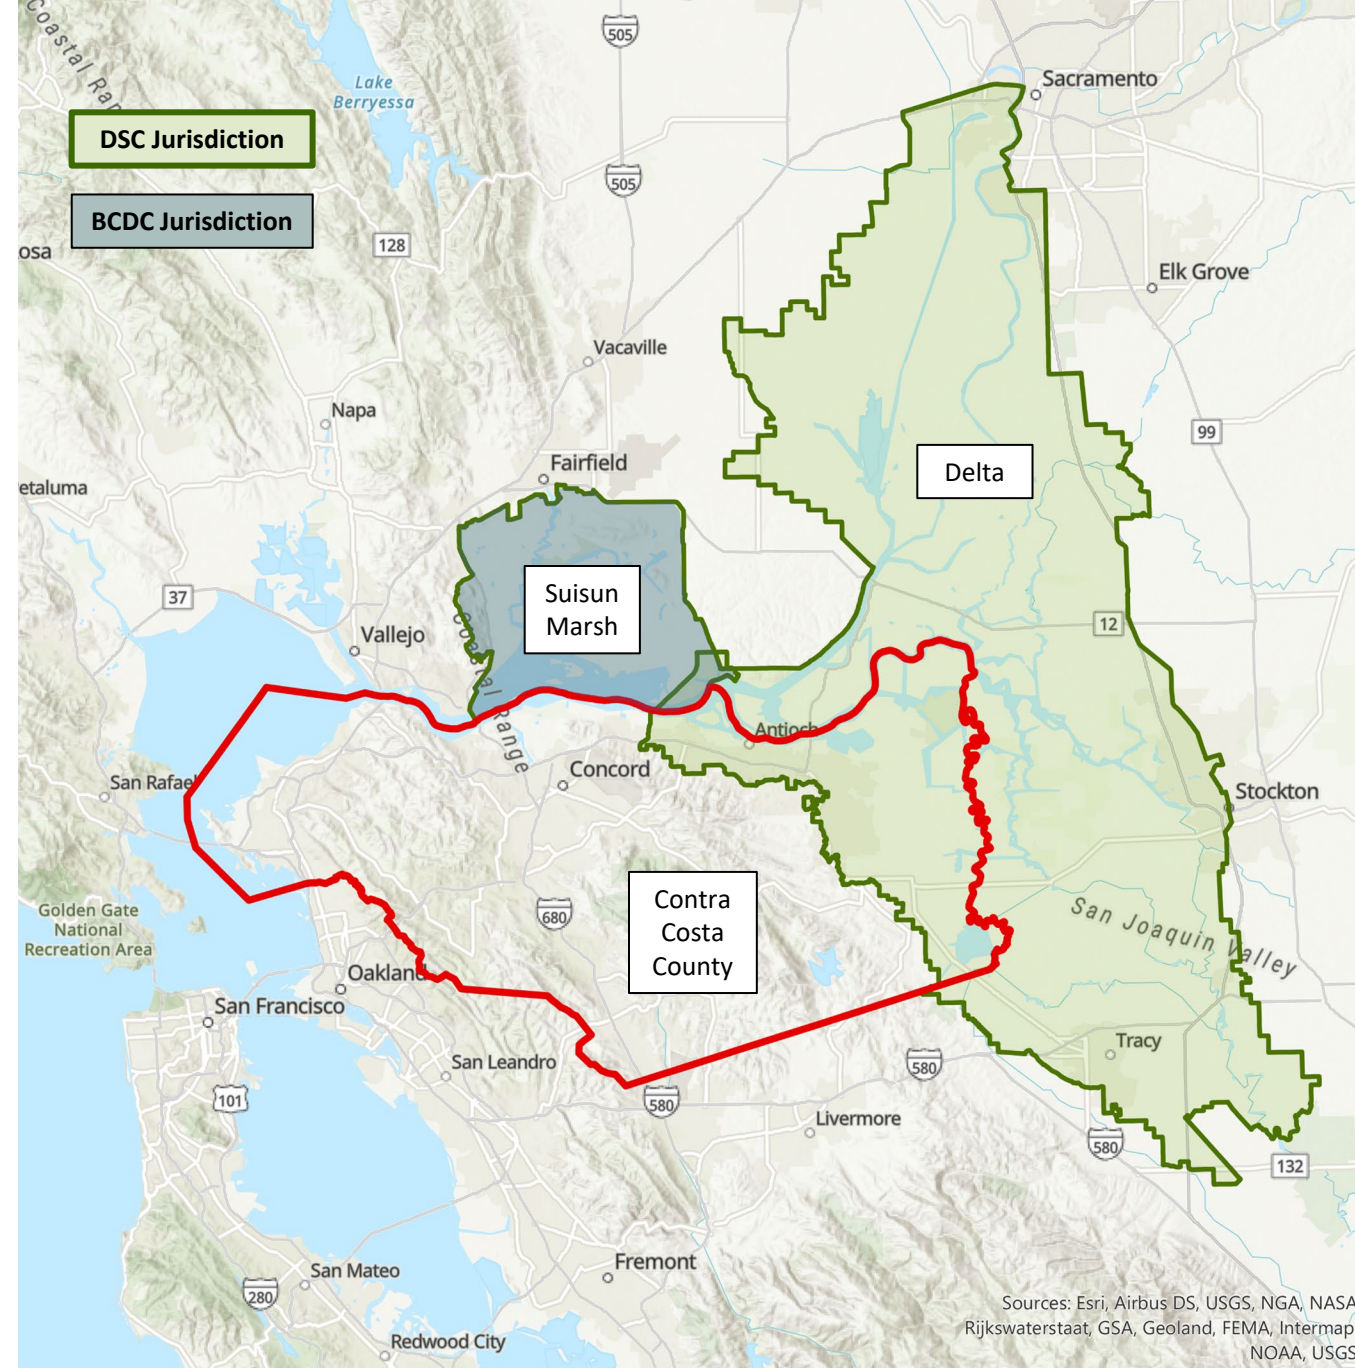 Coastal Ran
505
Sacramento
Lake
Berryessa
DSC Jurisdiction
505
BCDC Jurisdiction
128
osa
Elk Grove
Vacaville
Napa
99
Delta
Fairfield
etaluma
Suisun
Marsh
37
12
Vallejo
Coastal Range
Antioch
San Rafael
Concord
Stockton
Contra
Costa
County
680
Golden Gate
National
Recreation Area
San Joaquin Valley
Oakland
San Francisco
Tracy
San Leandro
580
101
580
Livermore
580
132
Fremont
San Mateo
280
Sources: Esri, Airbus DS, USGS, NGA, NASA
Rijkswaterstaat, GSA, Geoland, FEMA, Intermap
Redwood City
NOAA, USGS